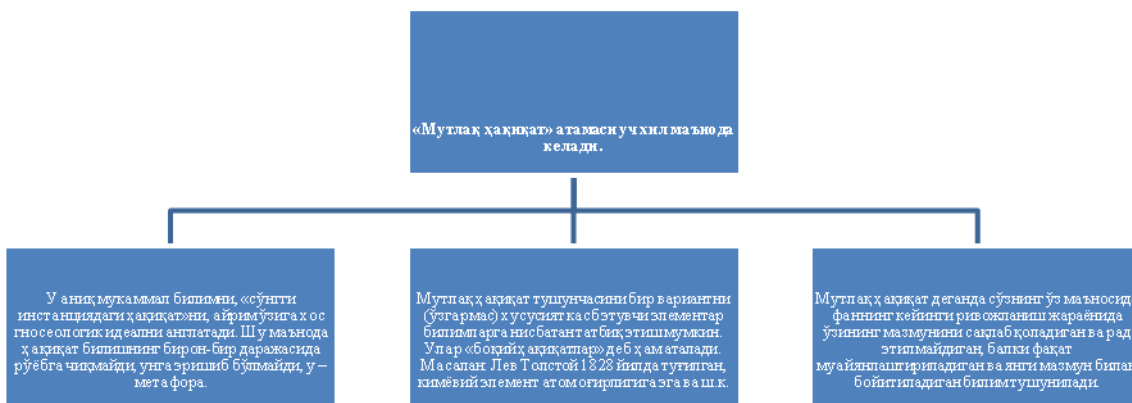 «Мутлақ ҳақиқат» атамаси уч хил маънода
келади.
У аниқ мукаммал билимни, «сўнгги
инстанциядаги ҳақиқат»ни, айрим ўзига хос
гносеологик идеални англатади. Шу маънода
ҳақиқат билишнинг бирон-бир даражасида
рўёбга чиқмайди, унга эришиб бўлмайди, у –
метафора.
Мутлақ ҳақиқат тушунчасини бир вариантни
(ўзгармас) хусусият касб этувчи элементар
билимларга нисбатан татбиқ этиш мумкин.
Улар «боқий ҳақиқатлар» деб ҳам аталади.
Масалан: Лев Толстой 1828 йилда туғилган,
кимёвий элемент атом оғирлигига эга ва ш.к.
Мутлақ ҳақиқат деганда сўзнинг ўз маъносида
фаннинг кейинги ривожланиш жараёнида
ўзининг мазмунини сақлаб қоладиган ва рад
этилмайдиган, балки фақат
муайянлаштириладиган ва янги мазмун билан
бойитиладиган билим тушунилади.